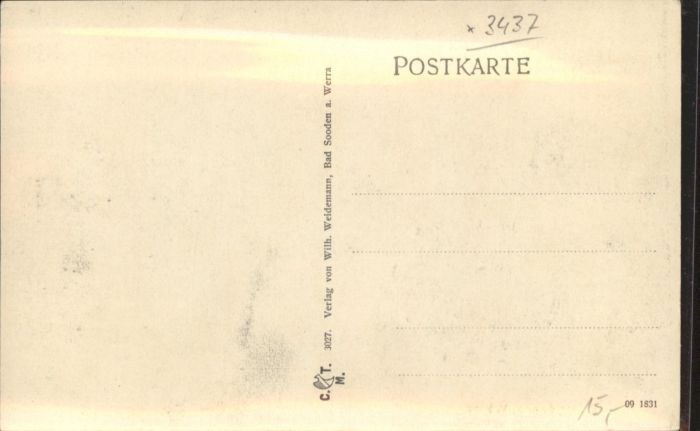 * 3437
POSTKARTE
C. & T. M. 3027. Verlag von Wilh. Weidemann, Bad Sooden a. Werra
15,-
09 1831